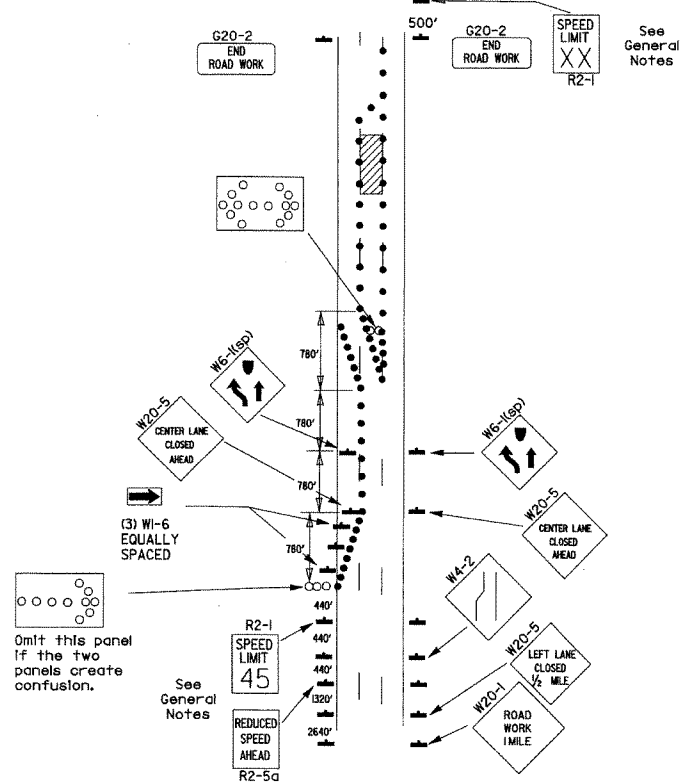 500'
SPEED
LIMIT
XX
R2-1
See
General
Notes
G20-2
END
ROAD WORK
G20-2
END
ROAD WORK
780'
W6-1(sp)
780'
W20-5
CENTER LANE
CLOSED
AHEAD
780'
W6-1(sp)
(3) W1-6
EQUALLY
SPACED
780'
W20-5
CENTER LANE
CLOSED
AHEAD
Omit this panel
if the two
panels create
confusion.
440'
R2-1
SPEED
LIMIT
45
440'
W4-2
440'
See
General
Notes
W20-5
LEFT LANE
CLOSED
1/2 MILE
1320'
REDUCED
SPEED
AHEAD
R2-5a
2640'
W20-1
ROAD
WORK
1 MILE